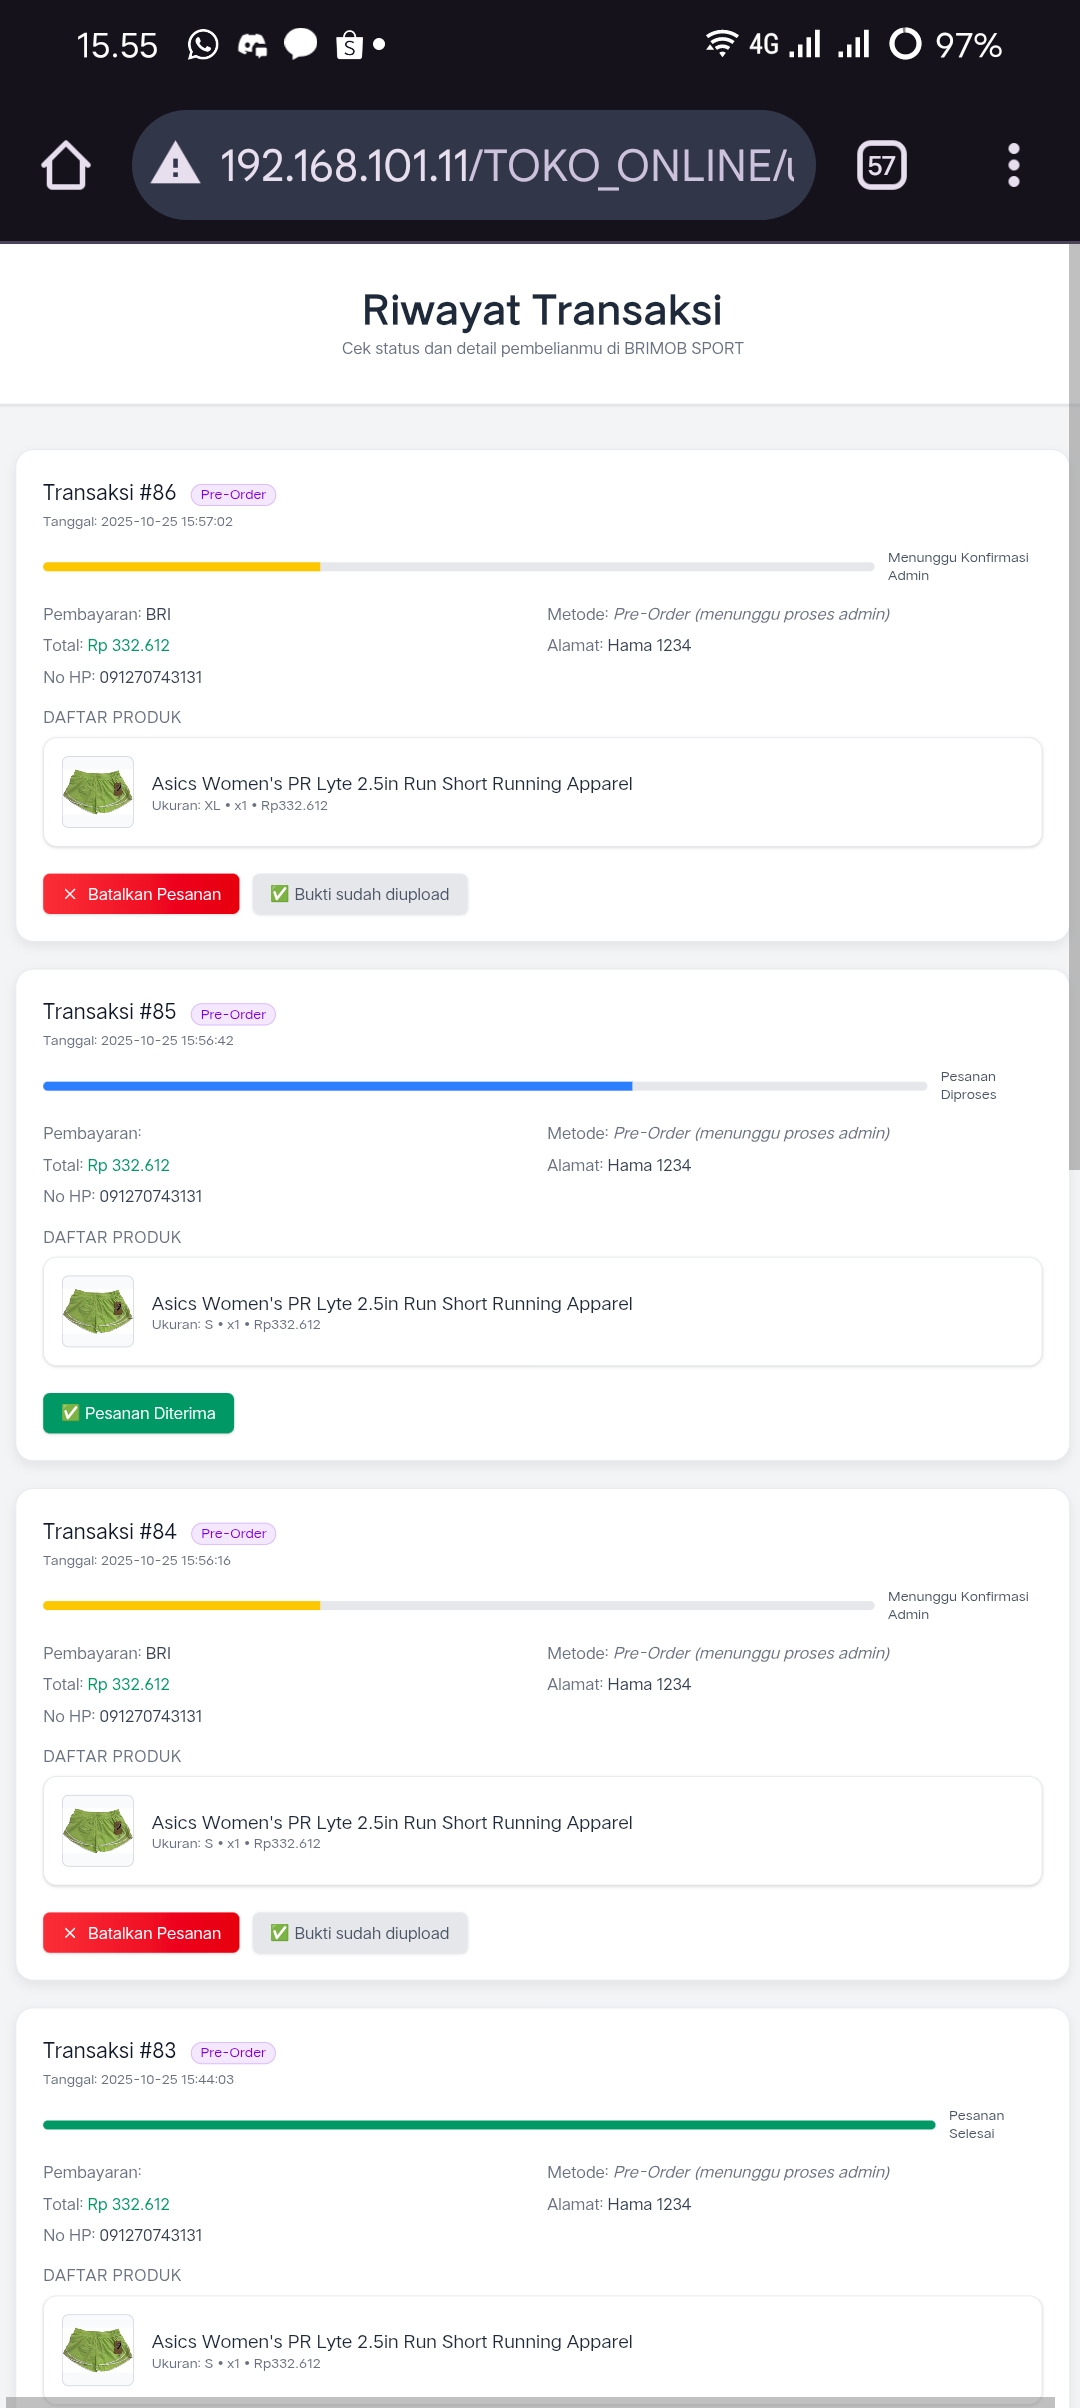 15.55
4G
97%
192.168.101.11/TOKO_ONLINE/u
57
Riwayat Transaksi
Cek status dan detail pembelianmu di BRIMOB SPORT
Transaksi #86 Pre-Order
Tanggal: 2025-10-25 15:57:02
Menunggu Konfirmasi
Admin
Pembayaran: BRI
Metode: Pre-Order (menunggu proses admin)
Total: Rp 332.612
Alamat: Hama 1234
No HP: 091270743131
DAFTAR PRODUK
Asics Women's PR Lyte 2.5in Run Short Running Apparel
Ukuran: XL • x1 • Rp332.612
× Batalkan Pesanan
✅ Bukti sudah diupload
Transaksi #85 Pre-Order
Tanggal: 2025-10-25 15:56:42
Pesanan
Diproses
Pembayaran:
Metode: Pre-Order (menunggu proses admin)
Total: Rp 332.612
Alamat: Hama 1234
No HP: 091270743131
DAFTAR PRODUK
Asics Women's PR Lyte 2.5in Run Short Running Apparel
Ukuran: S • x1 • Rp332.612
✅ Pesanan Diterima
Transaksi #84 Pre-Order
Tanggal: 2025-10-25 15:56:16
Menunggu Konfirmasi
Admin
Pembayaran: BRI
Metode: Pre-Order (menunggu proses admin)
Total: Rp 332.612
Alamat: Hama 1234
No HP: 091270743131
DAFTAR PRODUK
Asics Women's PR Lyte 2.5in Run Short Running Apparel
Ukuran: S • x1 • Rp332.612
× Batalkan Pesanan
✅ Bukti sudah diupload
Transaksi #83 Pre-Order
Tanggal: 2025-10-25 15:44:03
Pesanan
Selesai
Pembayaran:
Metode: Pre-Order (menunggu proses admin)
Total: Rp 332.612
Alamat: Hama 1234
No HP: 091270743131
DAFTAR PRODUK
Asics Women's PR Lyte 2.5in Run Short Running Apparel
Ukuran: S • x1 • Rp332.612